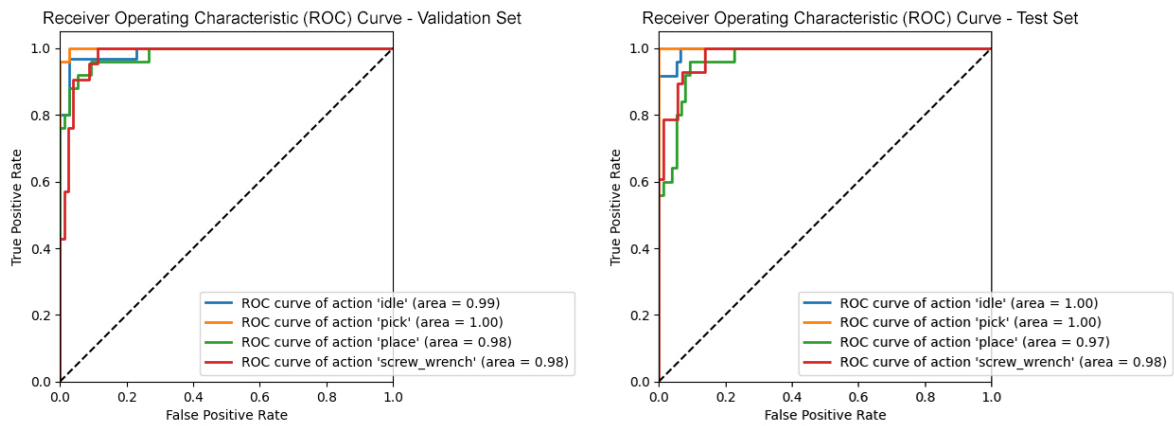 Receiver Operating Characteristic (ROC) Curve - Validation Set
1.0
0.8
0.6
0.4
0.2
0.0
True Positive Rate
ROC curve of action 'idle' (area = 0.99)
ROC curve of action 'pick' (area = 1.00)
ROC curve of action 'place' (area = 0.98)
ROC curve of action 'screw_wrench' (area = 0.98)
0.0 0.2 0.4 0.6 0.8 1.0
False Positive Rate
Receiver Operating Characteristic (ROC) Curve - Test Set
1.0
0.8
0.6
0.4
0.2
0.0
True Positive Rate
ROC curve of action 'idle' (area = 1.00)
ROC curve of action 'pick' (area = 1.00)
ROC curve of action 'place' (area = 0.97)
ROC curve of action 'screw_wrench' (area = 0.98)
0.0 0.2 0.4 0.6 0.8 1.0
False Positive Rate